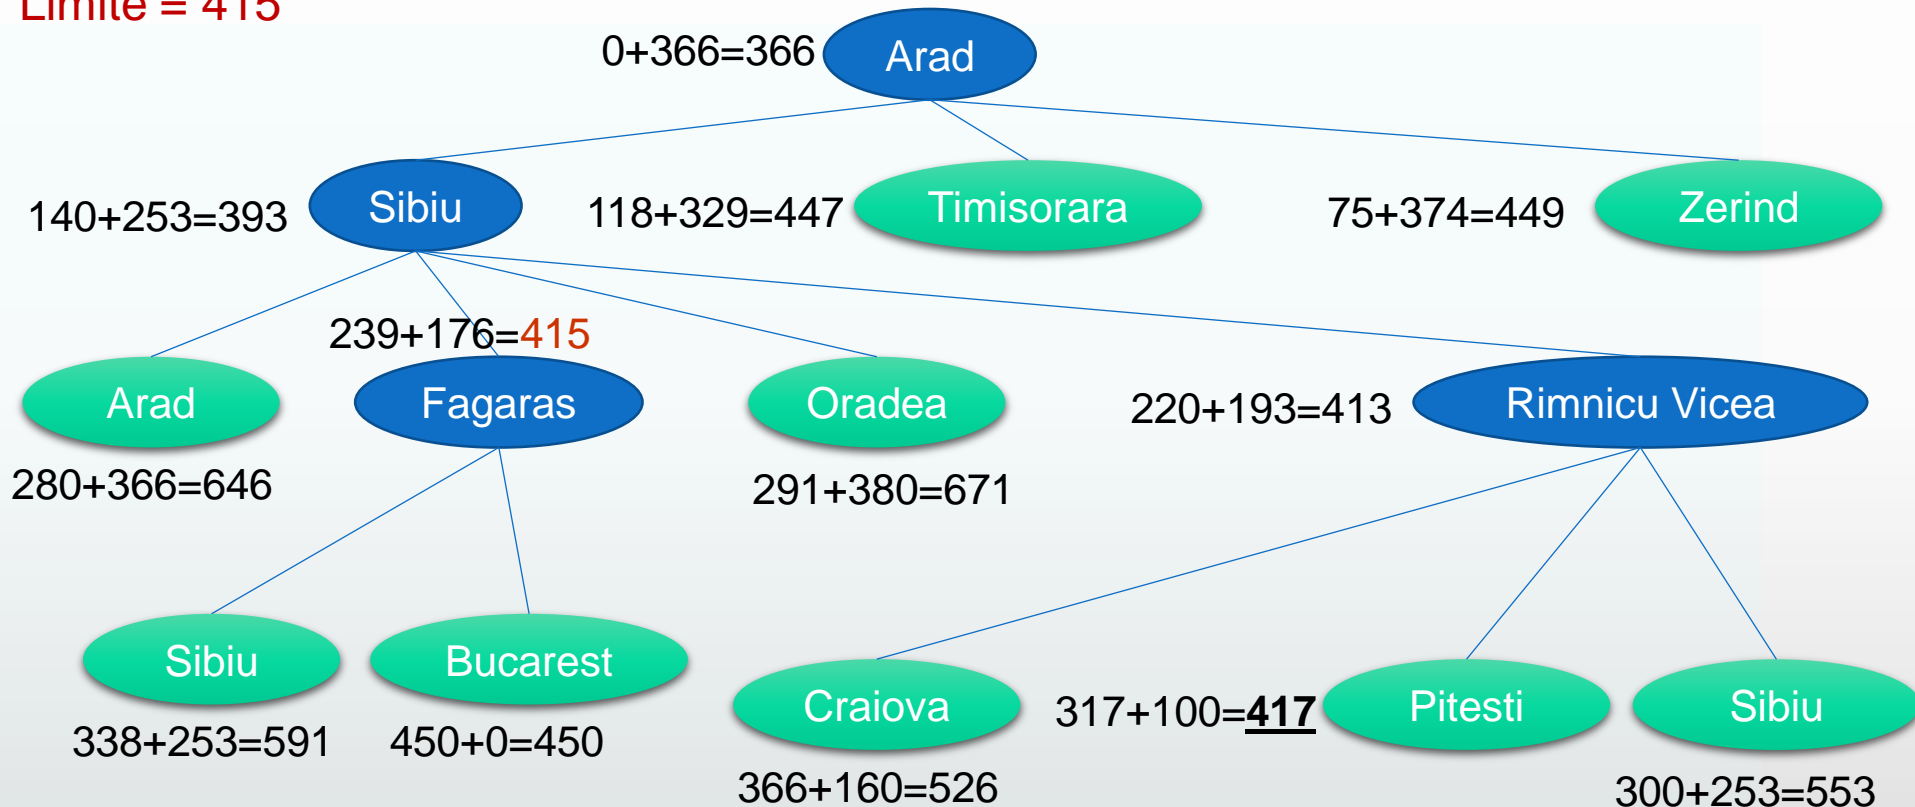 Limite = 415
0+366=366
Arad
140+253=393
Sibiu
118+329=447
Timisorara
75+374=449
Zerind
239+176=415
Arad
Fagaras
Oradea
220+193=413
Rimnicu Vicea
280+366=646
291+380=671
Sibiu
Bucarest
Craiova
317+100=417
Pitesti
Sibiu
338+253=591
450+0=450
366+160=526
300+253=553